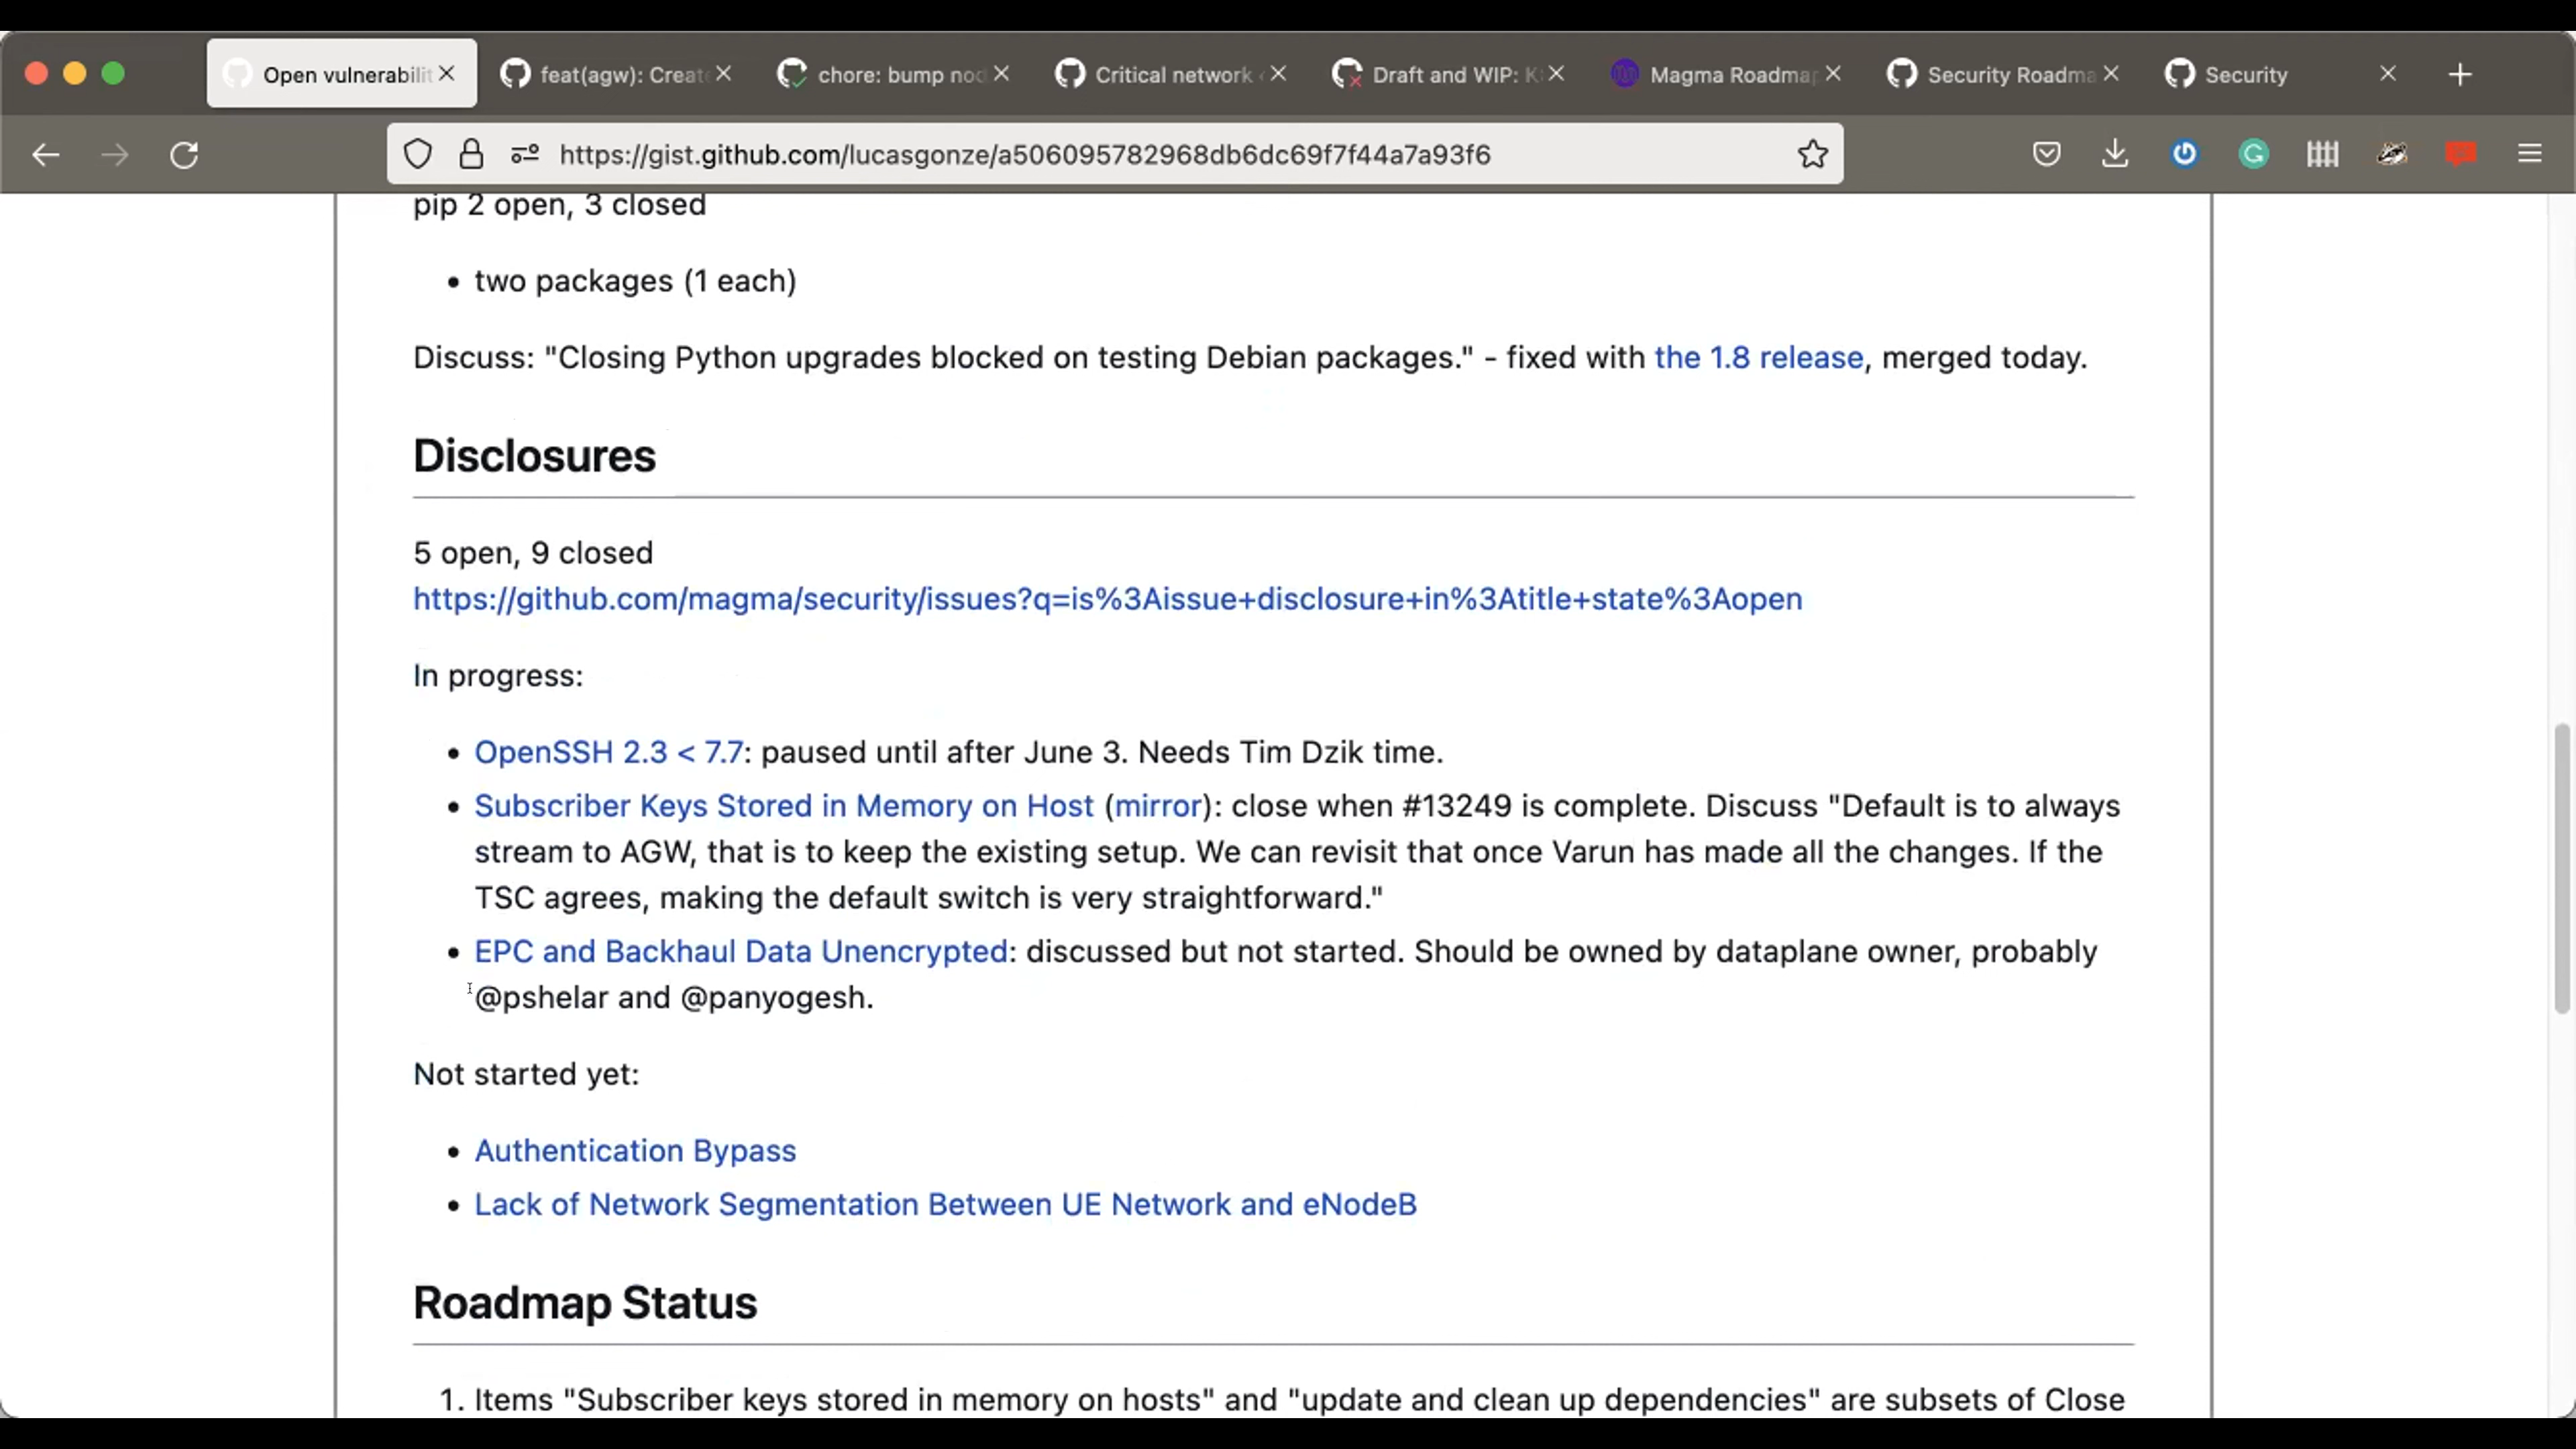 Open vulnerabilit
feat(agw): Create
chore: bump nod
Critical network
Draft and WIP:
Magma Roadmap
Security Roadma
Security
https://gist.github.com/lucasgonze/a506095782968db6dc69f7f44a7a93f6
pip 2 open, 3 closed
• two packages (1 each)
Discuss: "Closing Python upgrades blocked on testing Debian packages." - fixed with the 1.8 release, merged today.
Disclosures
5 open, 9 closed
https://github.com/magma/security/issues?q=is%3Aissue+disclosure+in%3Atitle+state%3Aopen
In progress:
• OpenSSH 2.3 < 7.7: paused until after June 3. Needs Tim Dzik time.
• Subscriber Keys Stored in Memory on Host (mirror): close when #13249 is complete. Discuss "Default is to always
stream to AGW, that is to keep the existing setup. We can revisit that once Varun has made all the changes. If the
TSC agrees, making the default switch is very straightforward."
• EPC and Backhaul Data Unencrypted: discussed but not started. Should be owned by dataplane owner, probably
@pshelar and @panyogesh.
Not started yet:
• Authentication Bypass
• Lack of Network Segmentation Between UE Network and eNodeB
Roadmap Status
1. Items "Subscriber keys stored in memory on hosts" and "update and clean up dependencies" are subsets of Close